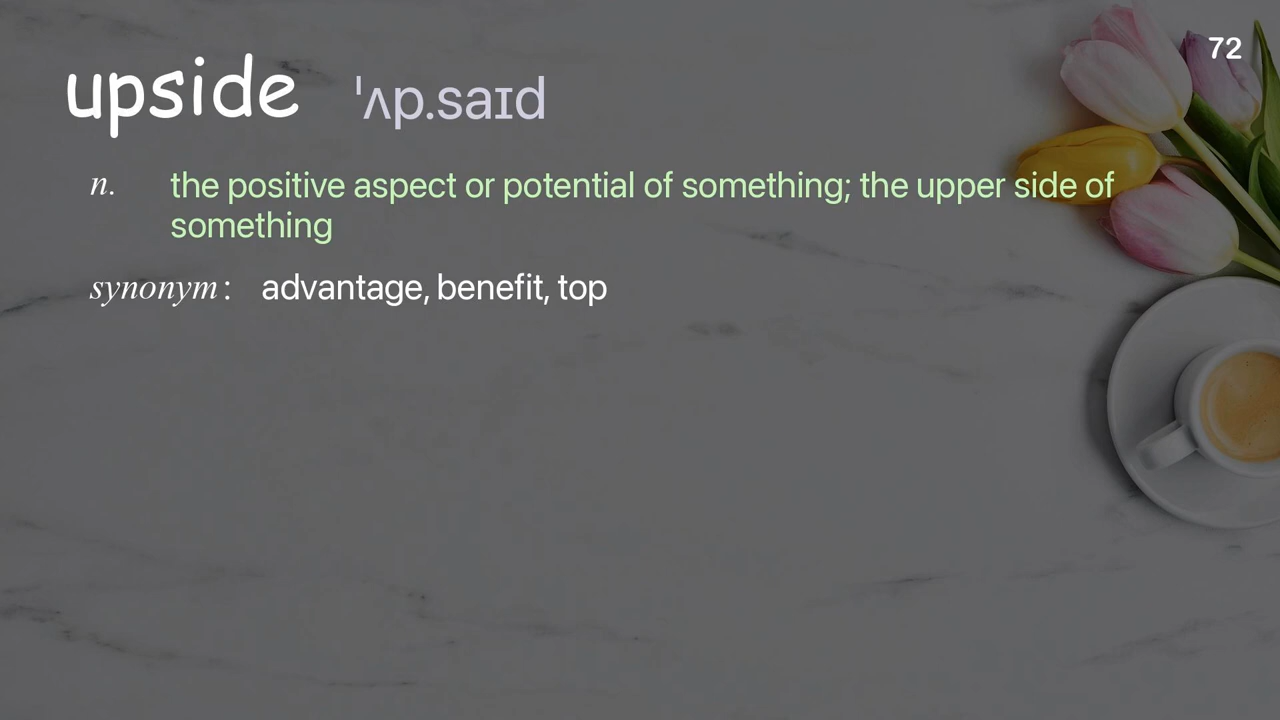 72
upside ˈʌp.saɪd
n. the positive aspect or potential of something; the upper side of
something
synonym: advantage, benefit, top